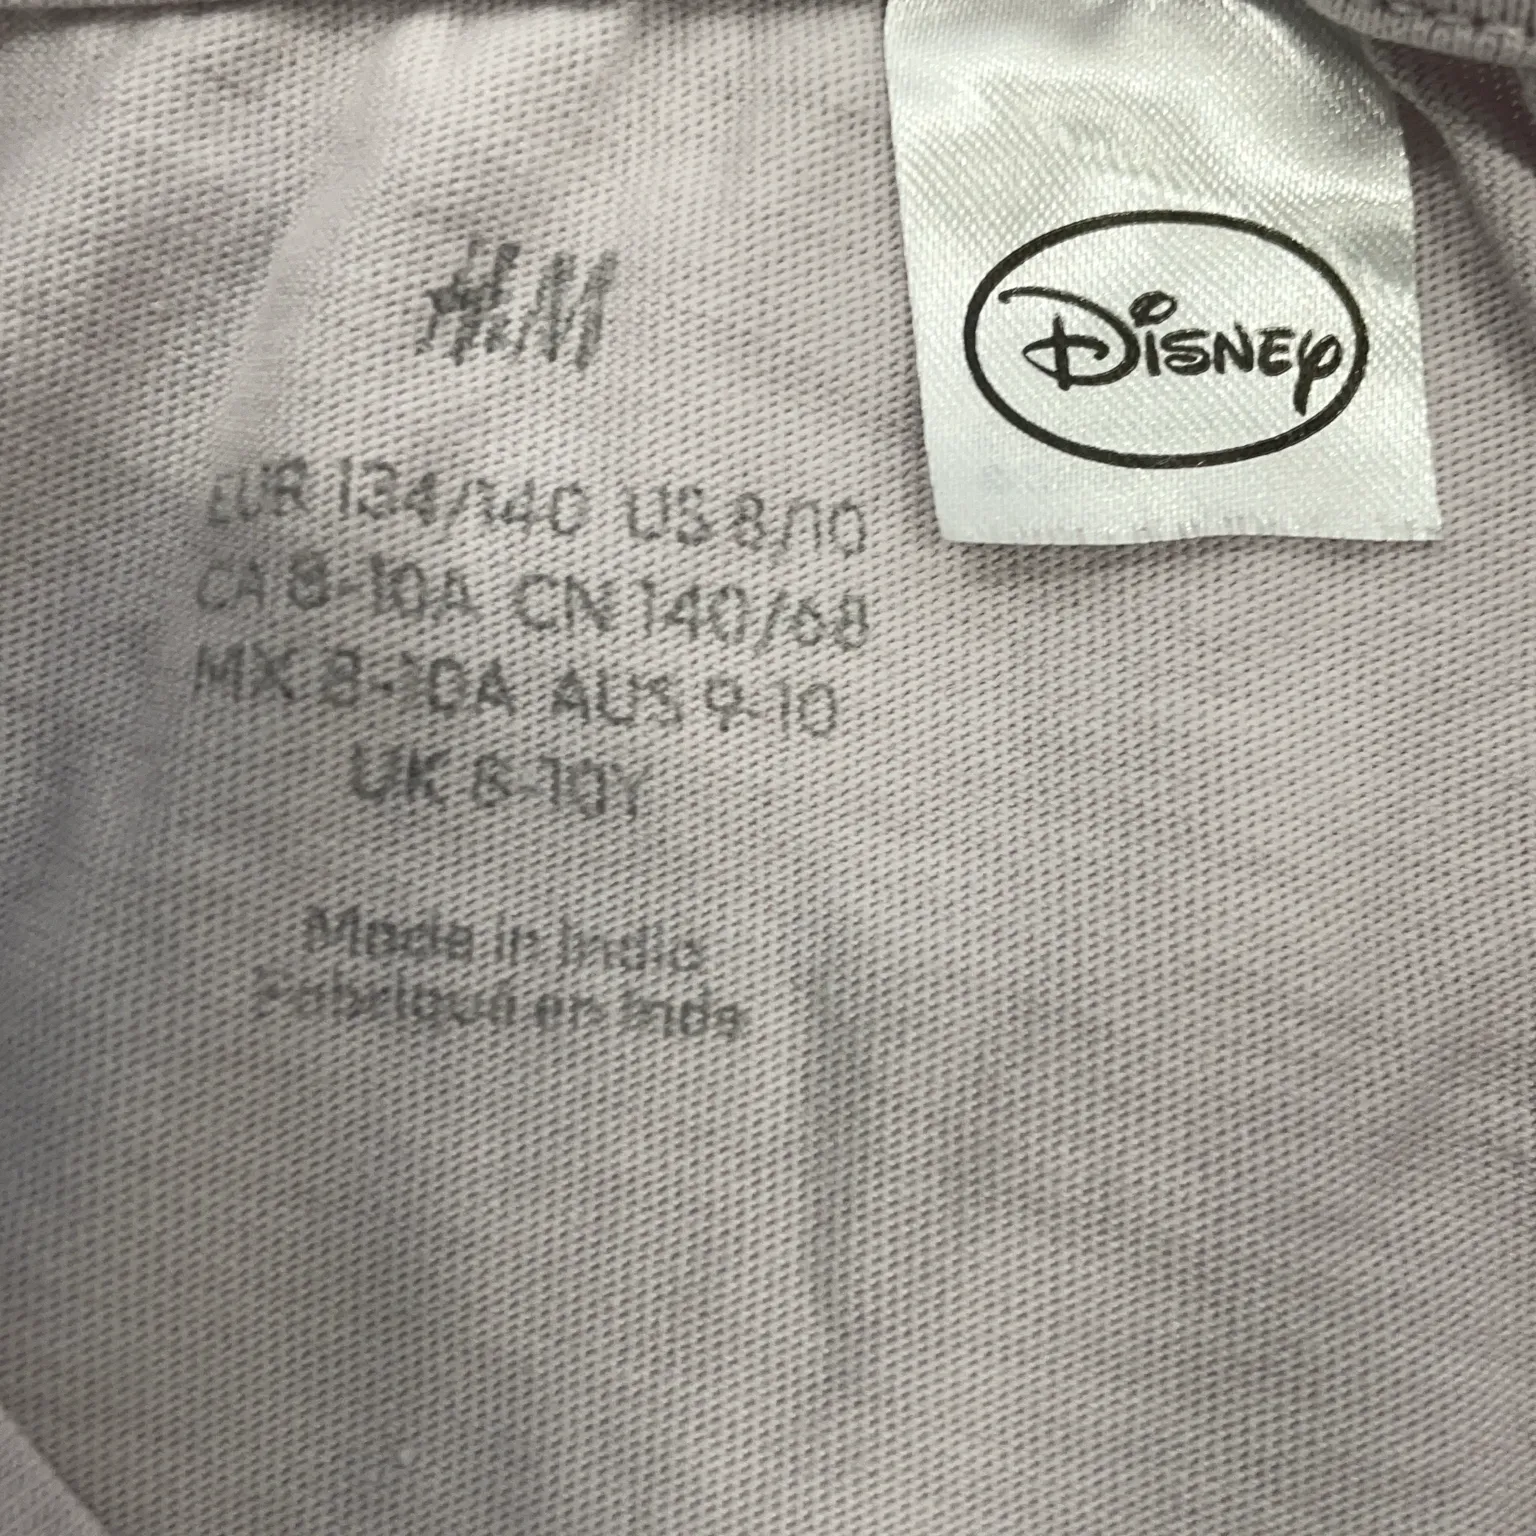 H&M
EUR 134/140 US 8/10
CA 8-10A CN 140/68
MX 8-10A AUS 9-10
UK 8-10Y
Made in India
Fabriqué en Inde
Disney